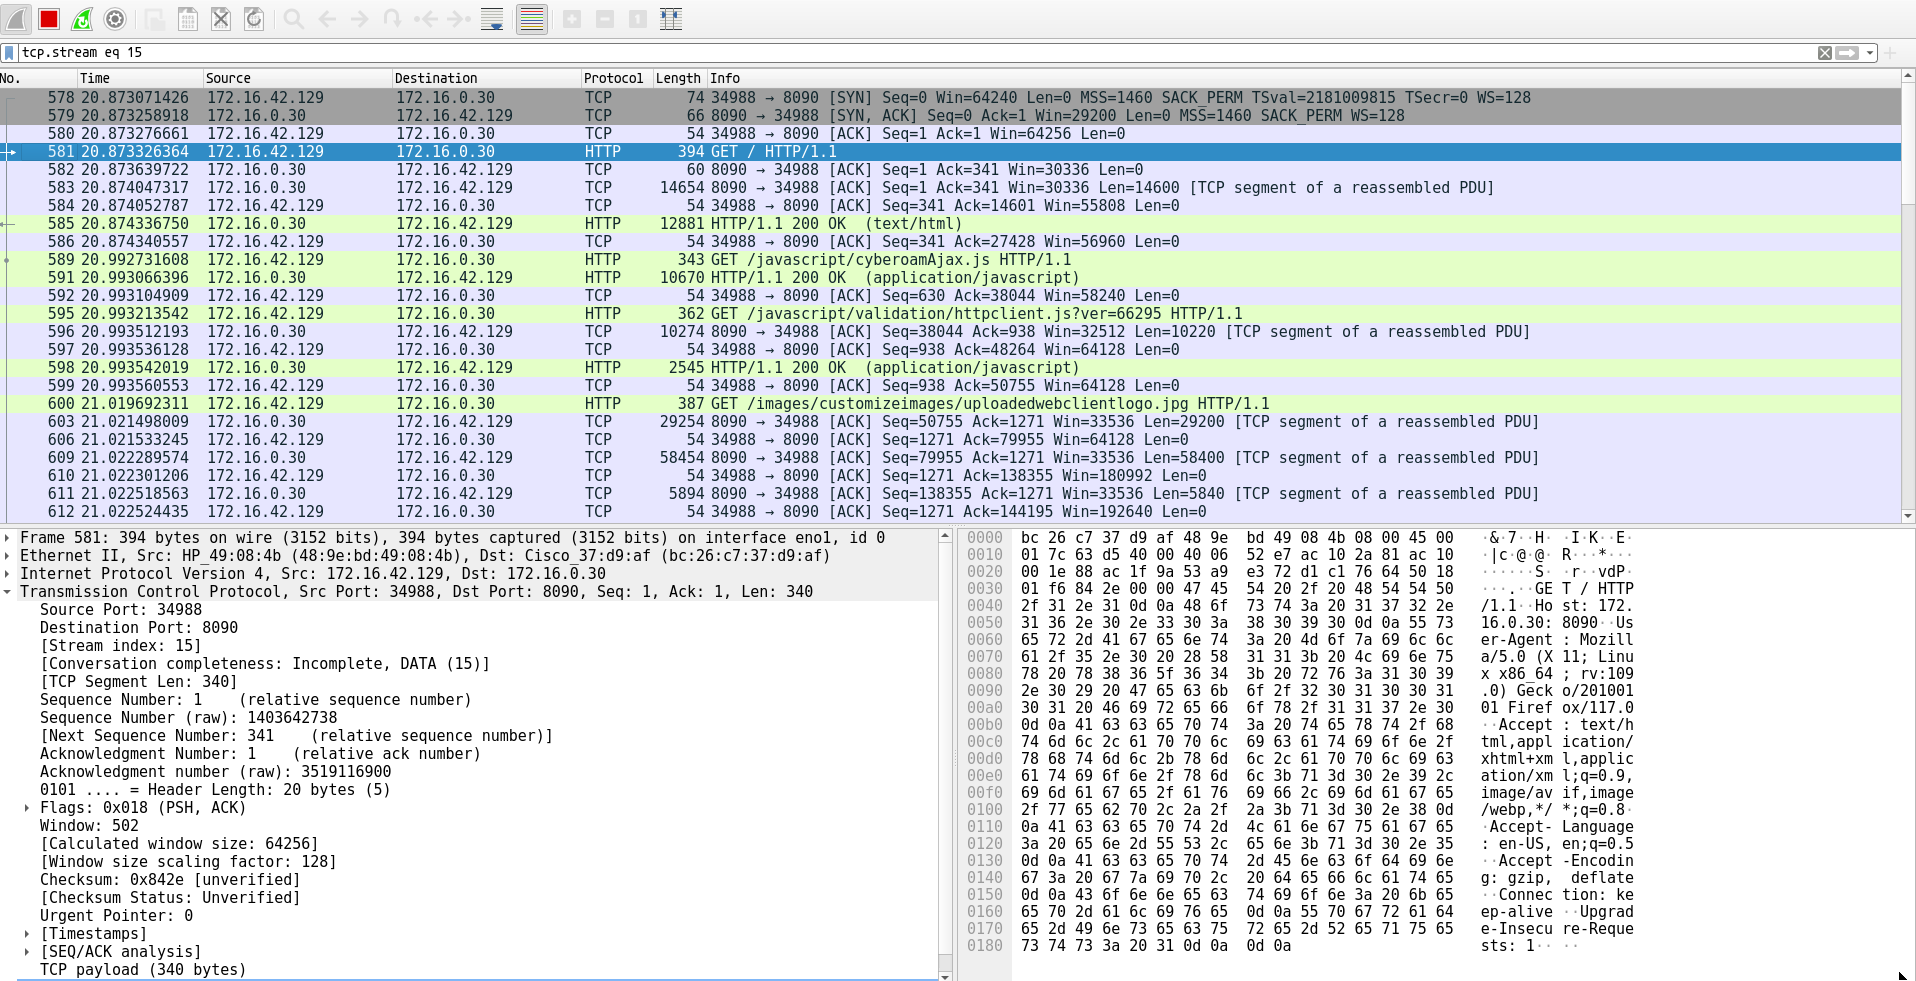 tcp.stream eq 15
No. Time Source Destination Protocol Length Info
578 20.873071426 172.16.42.129 172.16.0.30 TCP 74 34988 → 8090 [SYN] Seq=0 Win=64240 Len=0 MSS=1460 SACK_PERM TSval=2181009815 TSecr=0 WS=128
579 20.873258918 172.16.0.30 172.16.42.129 TCP 66 8090 → 34988 [SYN, ACK] Seq=0 Ack=1 Win=29200 Len=0 MSS=1460 SACK_PERM WS=128
580 20.873276661 172.16.42.129 172.16.0.30 TCP 54 34988 → 8090 [ACK] Seq=1 Ack=1 Win=64256 Len=0
581 20.873326364 172.16.42.129 172.16.0.30 HTTP 394 GET / HTTP/1.1
582 20.873639722 172.16.0.30 172.16.42.129 TCP 60 8090 → 34988 [ACK] Seq=1 Ack=341 Win=30336 Len=0
583 20.874047317 172.16.0.30 172.16.42.129 TCP 14654 8090 → 34988 [ACK] Seq=1 Ack=341 Win=30336 Len=14600 [TCP segment of a reassembled PDU]
584 20.874052787 172.16.42.129 172.16.0.30 TCP 54 34988 → 8090 [ACK] Seq=341 Ack=14601 Win=55808 Len=0
585 20.874336750 172.16.0.30 172.16.42.129 HTTP 12881 HTTP/1.1 200 OK (text/html)
586 20.874340557 172.16.42.129 172.16.0.30 TCP 54 34988 → 8090 [ACK] Seq=341 Ack=27428 Win=56960 Len=0
589 20.992731608 172.16.42.129 172.16.0.30 HTTP 343 GET /javascript/cyberoamAjax.js HTTP/1.1
591 20.993066396 172.16.0.30 172.16.42.129 HTTP 10670 HTTP/1.1 200 OK (application/javascript)
592 20.993104909 172.16.42.129 172.16.0.30 TCP 54 34988 → 8090 [ACK] Seq=630 Ack=38044 Win=58240 Len=0
595 20.993213542 172.16.42.129 172.16.0.30 HTTP 362 GET /javascript/validation/httpclient.js?ver=66295 HTTP/1.1
596 20.993512193 172.16.0.30 172.16.42.129 TCP 10274 8090 → 34988 [ACK] Seq=38044 Ack=938 Win=32512 Len=10220 [TCP segment of a reassembled PDU]
597 20.993536128 172.16.42.129 172.16.0.30 TCP 54 34988 → 8090 [ACK] Seq=938 Ack=48264 Win=64128 Len=0
598 20.993542019 172.16.0.30 172.16.42.129 HTTP 2545 HTTP/1.1 200 OK (application/javascript)
599 20.993560553 172.16.42.129 172.16.0.30 TCP 54 34988 → 8090 [ACK] Seq=938 Ack=50755 Win=64128 Len=0
600 21.019692311 172.16.42.129 172.16.0.30 HTTP 387 GET /images/customizeimages/uploadedwebclientlogo.jpg HTTP/1.1
603 21.021498009 172.16.0.30 172.16.42.129 TCP 29254 8090 → 34988 [ACK] Seq=50755 Ack=1271 Win=33536 Len=29200 [TCP segment of a reassembled PDU]
606 21.021533245 172.16.42.129 172.16.0.30 TCP 54 34988 → 8090 [ACK] Seq=1271 Ack=79955 Win=64128 Len=0
609 21.022289574 172.16.0.30 172.16.42.129 TCP 58454 8090 → 34988 [ACK] Seq=79955 Ack=1271 Win=33536 Len=58400 [TCP segment of a reassembled PDU]
610 21.022301206 172.16.42.129 172.16.0.30 TCP 54 34988 → 8090 [ACK] Seq=1271 Ack=138355 Win=180992 Len=0
611 21.022518563 172.16.0.30 172.16.42.129 TCP 5894 8090 → 34988 [ACK] Seq=138355 Ack=1271 Win=33536 Len=5840 [TCP segment of a reassembled PDU]
612 21.022524435 172.16.42.129 172.16.0.30 TCP 54 34988 → 8090 [ACK] Seq=1271 Ack=144195 Win=192640 Len=0
Frame 581: 394 bytes on wire (3152 bits), 394 bytes captured (3152 bits) on interface eno1, id 0
Ethernet II, Src: HP_49:08:4b (48:9e:bd:49:08:4b), Dst: Cisco_37:d9:af (bc:26:c7:37:d9:af)
Internet Protocol Version 4, Src: 172.16.42.129, Dst: 172.16.0.30
Transmission Control Protocol, Src Port: 34988, Dst Port: 8090, Seq: 1, Ack: 1, Len: 340
Source Port: 34988
Destination Port: 8090
[Stream index: 15]
[Conversation completeness: Incomplete, DATA (15)]
[TCP Segment Len: 340]
Sequence Number: 1 (relative sequence number)
Sequence Number (raw): 1403642738
[Next Sequence Number: 341 (relative sequence number)]
Acknowledgment Number: 1 (relative ack number)
Acknowledgment number (raw): 3519116900
0101 .... = Header Length: 20 bytes (5)
Flags: 0x018 (PSH, ACK)
Window: 502
[Calculated window size: 64256]
[Window size scaling factor: 128]
Checksum: 0x842e [unverified]
[Checksum Status: Unverified]
Urgent Pointer: 0
[Timestamps]
[SEQ/ACK analysis]
TCP payload (340 bytes)
0000 bc 26 c7 37 d9 af 48 9e bd 49 08 4b 08 00 45 00 ·&·7··H· ·I·K··E·
0010 01 7c 63 d5 40 00 40 06 52 e7 ac 10 2a 81 ac 10 ·|c·@·@· R···*···
0020 00 1e 88 ac 1f 9a 53 a9 e3 72 d1 c1 76 64 50 18 ······S· ·r··vdP·
0030 01 f6 84 2e 00 00 47 45 54 20 2f 20 48 54 54 50 ···.··GE T / HTTP
0040 2f 31 2e 31 0d 0a 48 6f 73 74 3a 20 31 37 32 2e /1.1··Ho st: 172.
0050 31 36 2e 30 2e 33 30 3a 38 30 39 30 0d 0a 55 73 16.0.30: 8090··Us
0060 65 72 2d 41 67 65 6e 74 3a 20 4d 6f 7a 69 6c 6c er-Agent : Mozill
0070 61 2f 35 2e 30 20 28 58 31 31 3b 20 4c 69 6e 75 a/5.0 (X 11; Linu
0080 78 20 78 38 36 5f 36 34 3b 20 72 76 3a 31 30 39 x x86_64 ; rv:109
0090 2e 30 29 20 47 65 63 6b 6f 2f 32 30 31 30 30 31 .0) Geck o/201001
00a0 30 31 20 46 69 72 65 66 6f 78 2f 31 31 37 2e 30 01 Firef ox/117.0
00b0 0d 0a 41 63 63 65 70 74 3a 20 74 65 78 74 2f 68 ··Accept : text/h
00c0 74 6d 6c 2c 61 70 70 6c 69 63 61 74 69 6f 6e 2f tml,appl ication/
00d0 78 68 74 6d 6c 2b 78 6d 6c 2c 61 70 70 6c 69 63 xhtml+xm l,applic
00e0 61 74 69 6f 6e 2f 78 6d 6c 3b 71 3d 30 2e 39 2c ation/xm l;q=0.9,
00f0 69 6d 61 67 65 2f 61 76 69 66 2c 69 6d 61 67 65 image/av if,image
0100 2f 77 65 62 70 2c 2a 2f 2a 3b 71 3d 30 2e 38 0d /webp,*/ *;q=0.8·
0110 0a 41 63 63 65 70 74 2d 4c 61 6e 67 75 61 67 65 ·Accept- Language
0120 3a 20 65 6e 2d 55 53 2c 65 6e 3b 71 3d 30 2e 35 : en-US, en;q=0.5
0130 0d 0a 41 63 63 65 70 74 2d 45 6e 63 6f 64 69 6e ··Accept -Encodin
0140 67 3a 20 67 7a 69 70 2c 20 64 65 66 6c 61 74 65 g: gzip, deflate
0150 0d 0a 43 6f 6e 6e 65 63 74 69 6f 6e 3a 20 6b 65 ··Connec tion: ke
0160 65 70 2d 61 6c 69 76 65 0d 0a 55 70 67 72 61 64 ep-alive ··Upgrad
0170 65 2d 49 6e 73 65 63 75 72 65 2d 52 65 71 75 65 e-Insecu re-Reque
0180 73 74 73 3a 20 31 0d 0a 0d 0a sts: 1·· ··